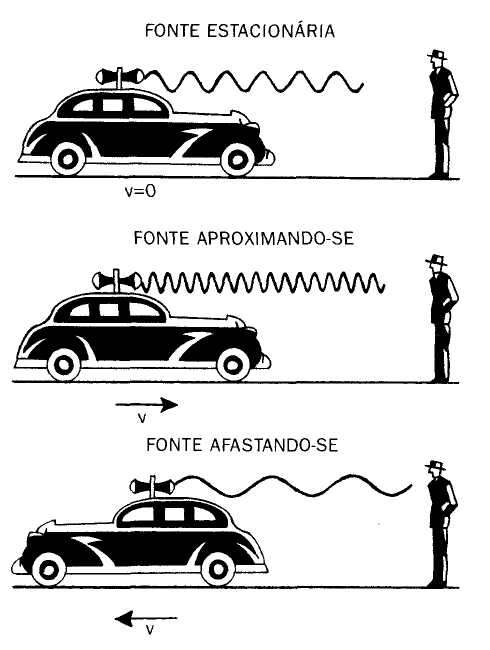 FONTE ESTACIONÁRIA
v=0
FONTE APROXIMANDO-SE
v
FONTE AFASTANDO-SE
v